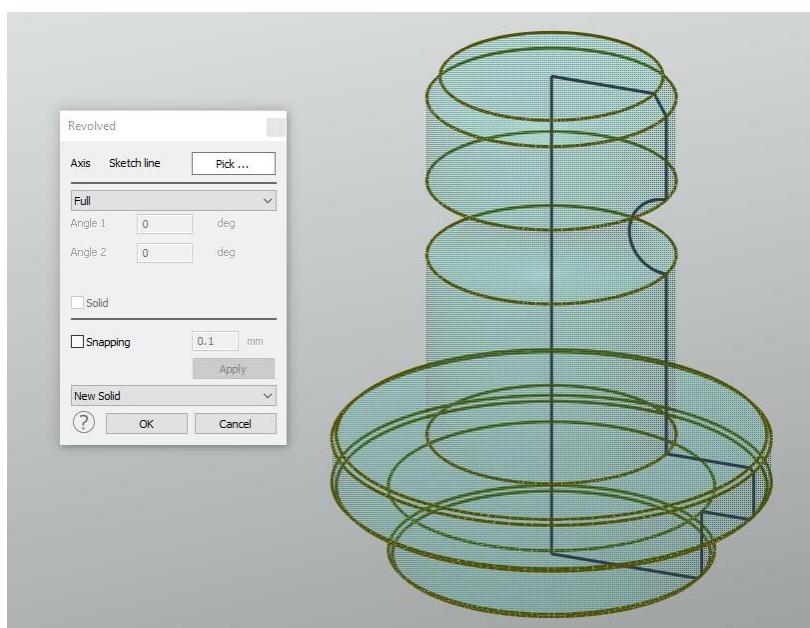 Revolved
Axis Sketch line Pick ...
Full
Angle 1 0 deg
Angle 2 0 deg
Solid
Snapping 0.1 mm
Apply
New Solid
? OK Cancel